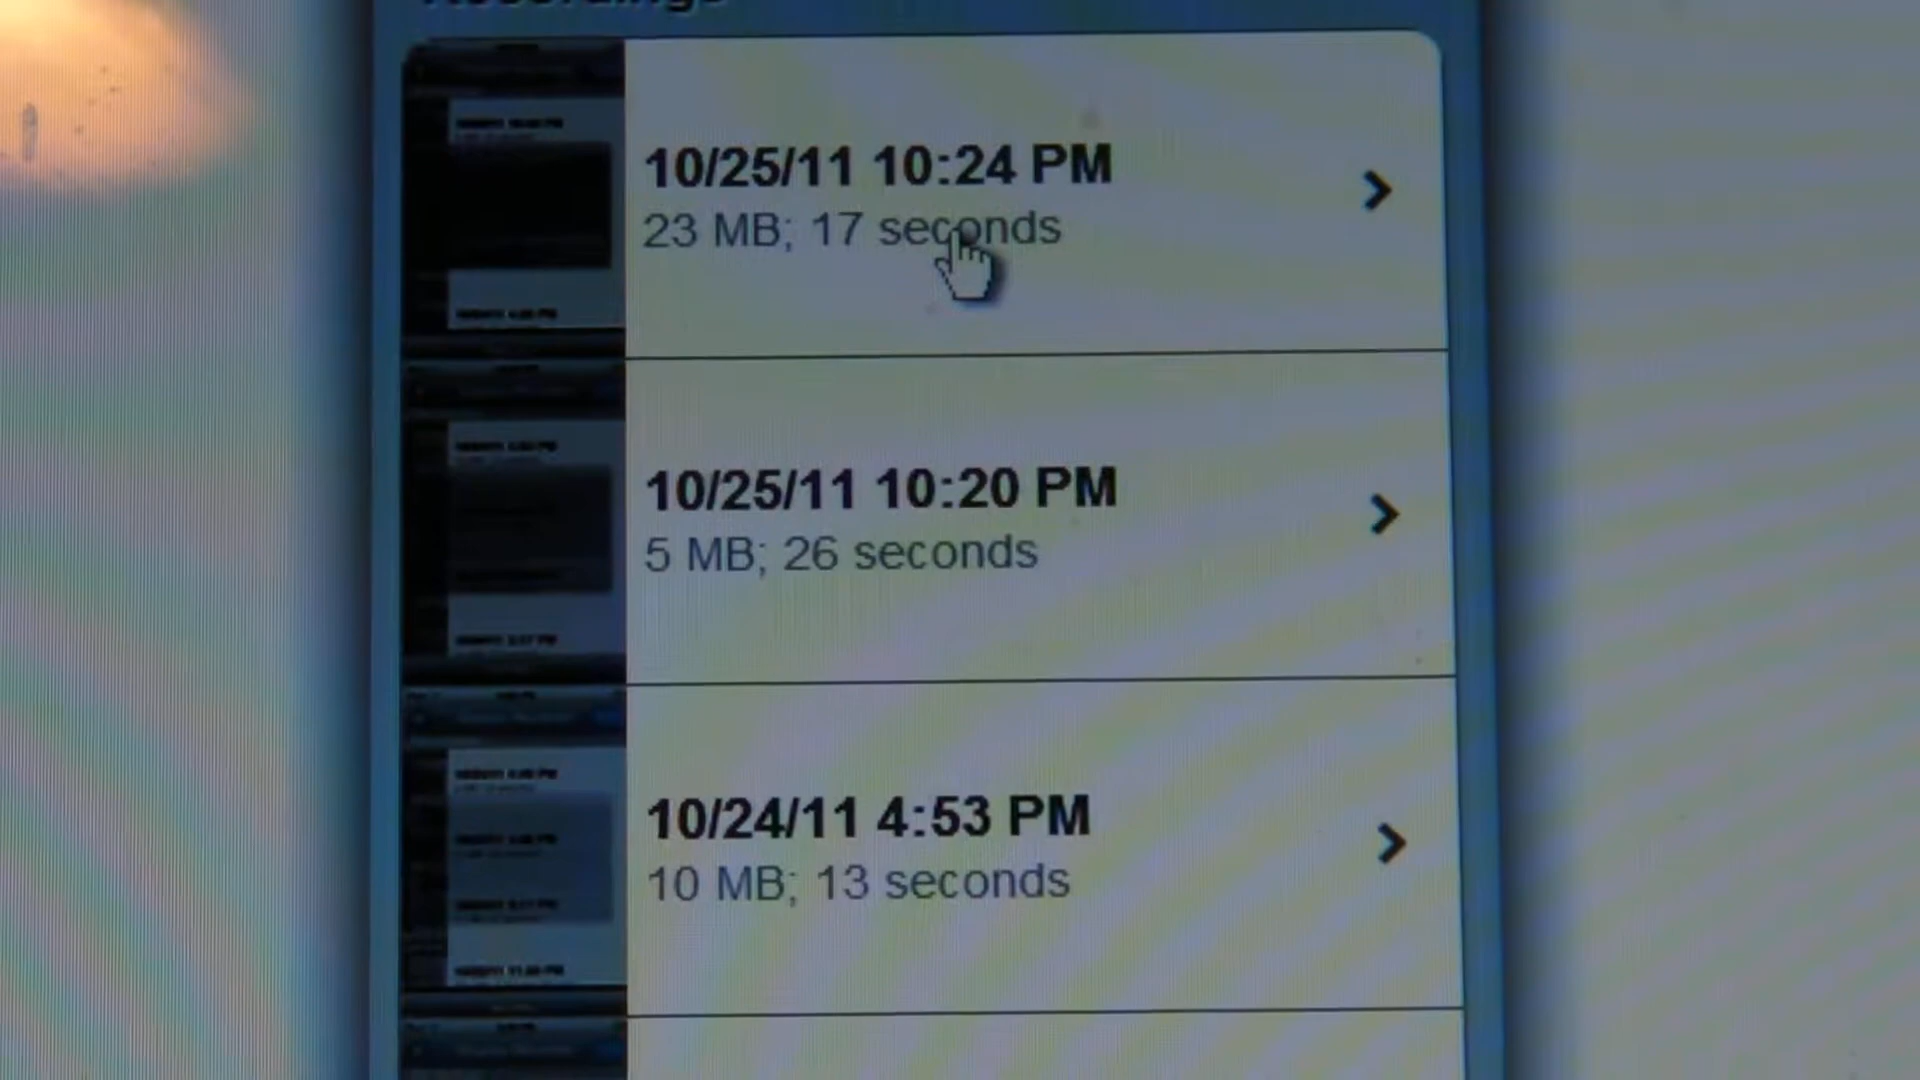 Recordings
10/25/11 10:24 PM
23 MB; 17 seconds
10/25/11 10:20 PM
5 MB; 26 seconds
10/24/11 4:53 PM
10 MB; 13 seconds